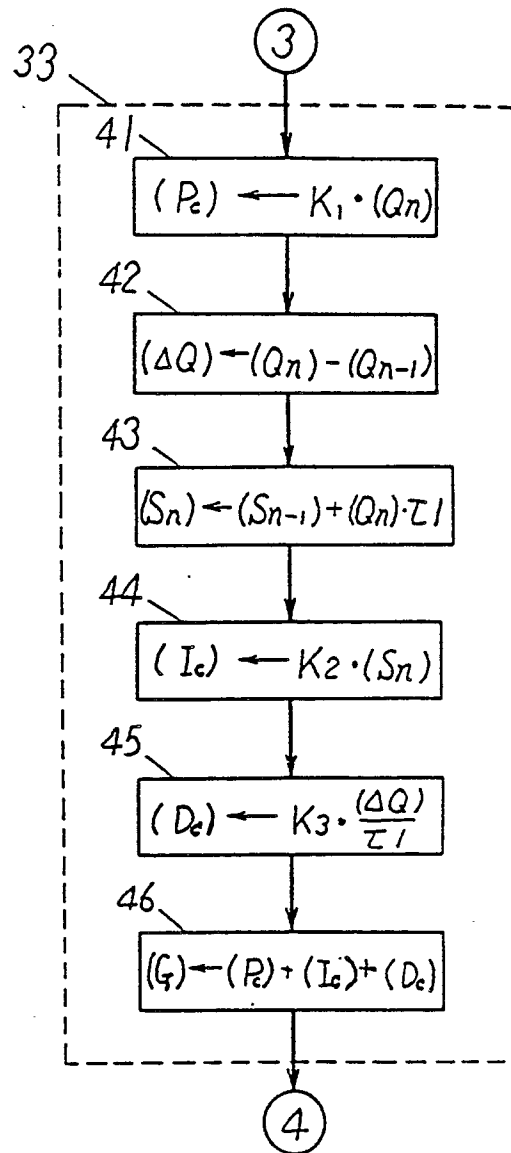 3
33
41
(Pc) ← K1・(Qn)
42
(ΔQ) ← (Qn) − (Qn-1)
43
(Sn) ← (Sn-1) + (Qn)・τ1
44
(Ic) ← K2・(Sn)
45
(Dc) ← K3・(ΔQ)/τ1
46
(G) ← (Pc) + (Ic) + (Dc)
4